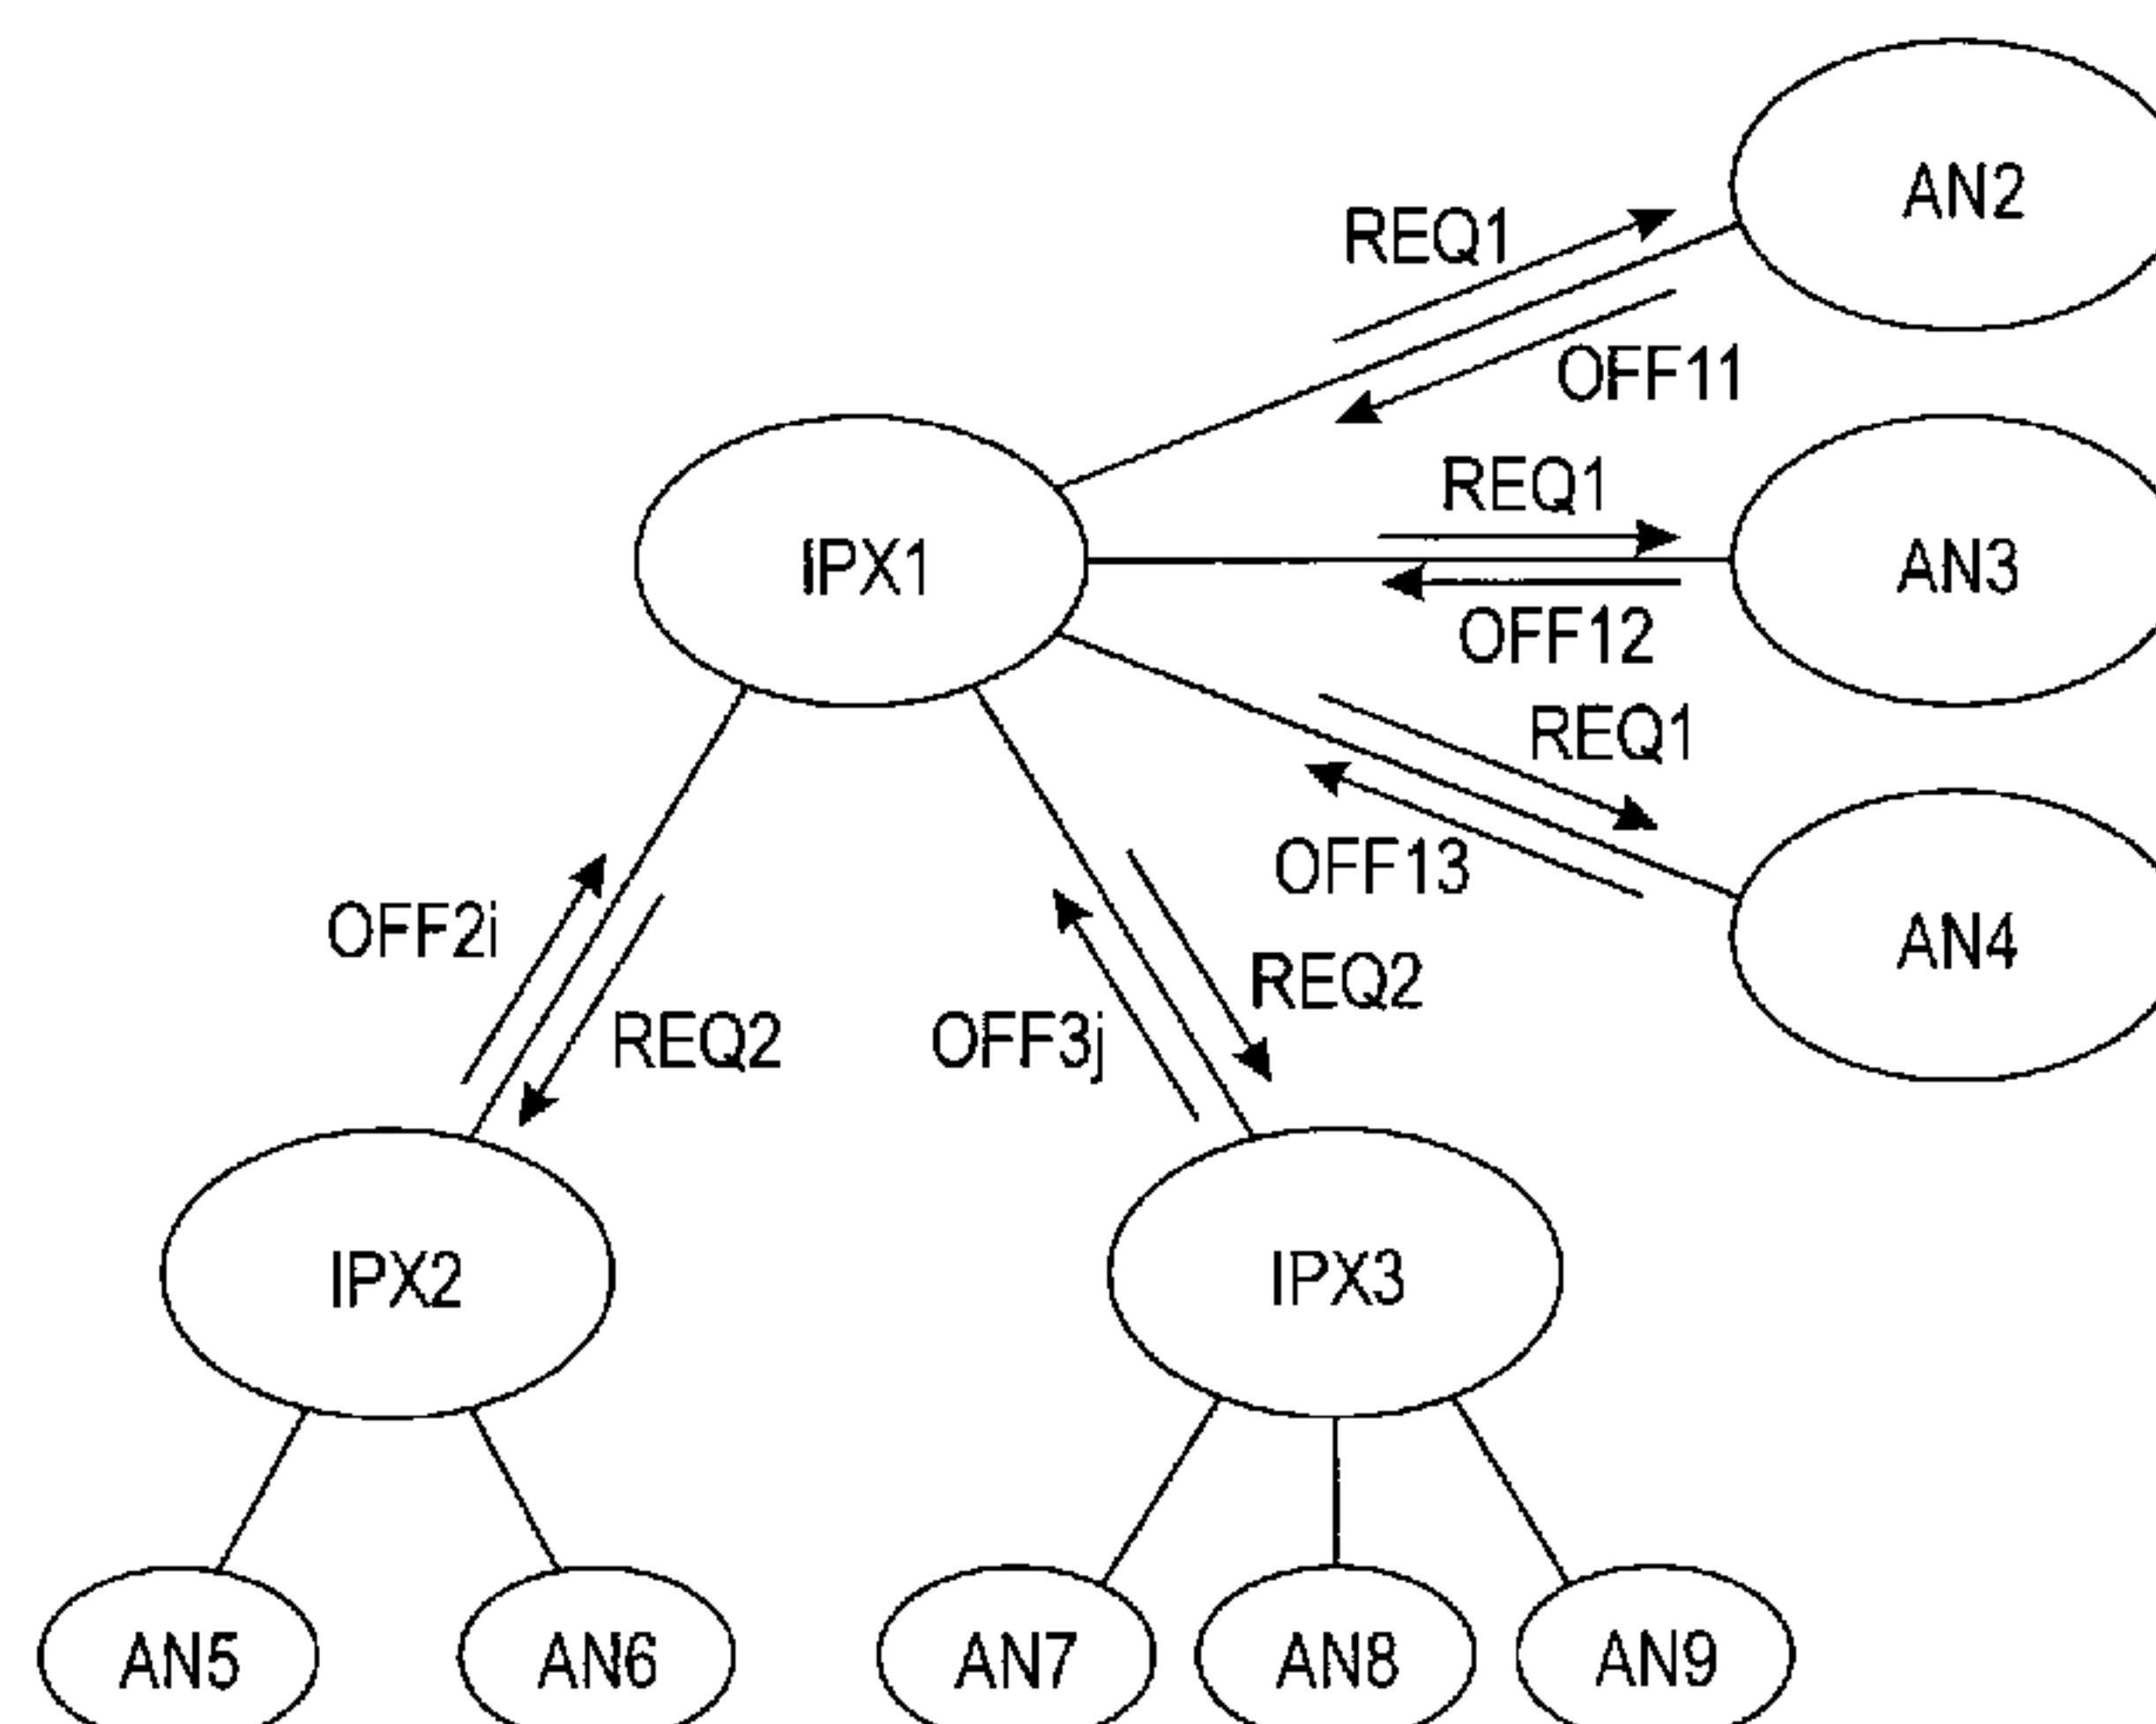 AN2
REQ1
OFF11
REQ1
IPX1
AN3
OFF12
REQ1
OFF13
OFF2i
AN4
REQ2
REQ2
OFF3j
IPX2
IPX3
AN5
AN6
AN7
AN8
AN9